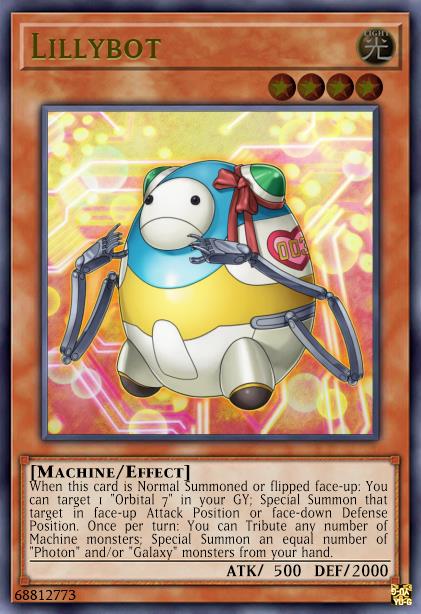 Lillybot
LIGHT
光
003
[Machine/Effect]
When this card is Normal Summoned or flipped face-up: You
can target 1 "Orbital 7" in your GY; Special Summon that
target in face-up Attack Position or face-down Defense
Position. Once per turn: You can Tribute any number of
Machine monsters; Special Summon an equal number of
"Photon" and/or "Galaxy" monsters from your hand.
ATK/ 500 DEF/2000
68812773